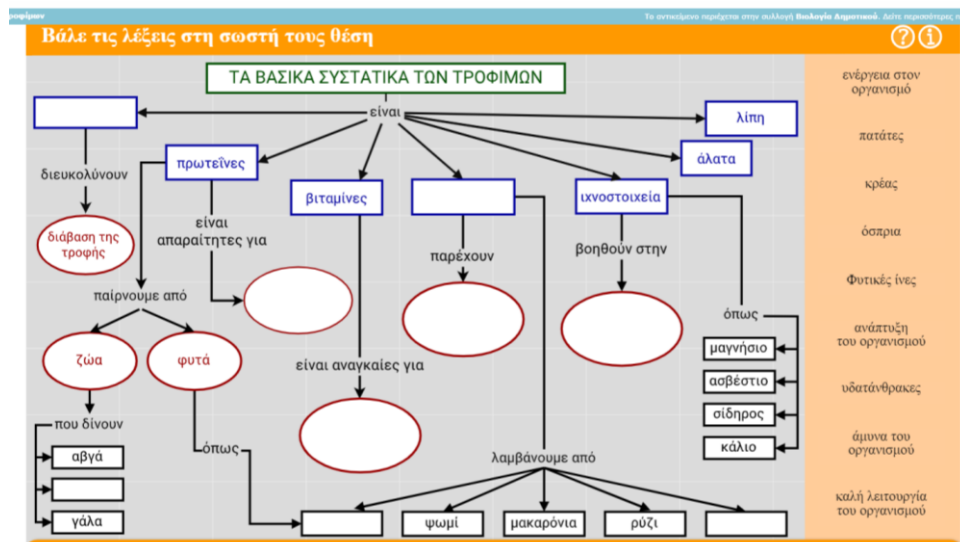 ροφίμων
Το αντικείμενο περιέχεται στην συλλογή Βιολογία Δημοτικού. Δείτε περισσότερες π
Βάλε τις λέξεις στη σωστή τους θέση
? i
ΤΑ ΒΑΣΙΚΑ ΣΥΣΤΑΤΙΚΑ ΤΩΝ ΤΡΟΦΙΜΩΝ
είναι
λίπη
άλατα
πρωτεΐνες
βιταμίνες
ιχνοστοιχεία
διευκολύνουν
διάβαση της
τροφής
είναι
απαραίτητες για
παρέχουν
βοηθούν στην
παίρνουμε από
ζώα
φυτά
είναι αναγκαίες για
όπως
μαγνήσιο
ασβέστιο
σίδηρος
κάλιο
που δίνουν
αβγά
γάλα
όπως
λαμβάνουμε από
ψωμί
μακαρόνια
ρύζι
ενέργεια στον
οργανισμό
πατάτες
κρέας
όσπρια
Φυτικές ίνες
ανάπτυξη
του οργανισμού
υδατάνθρακες
άμυνα του
οργανισμού
καλή λειτουργία
του οργανισμού